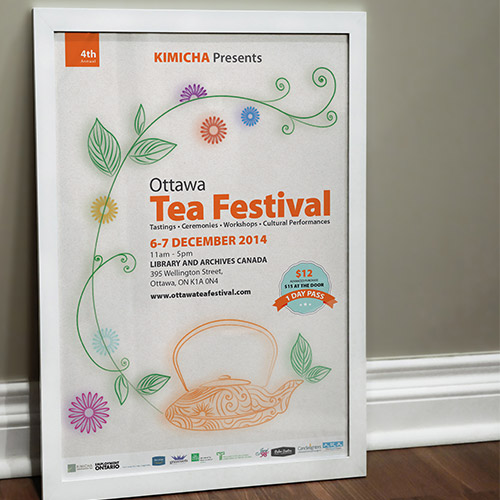 4th
Annual
KIMICHA Presents
Ottawa
Tea Festival
Tastings • Ceremonies • Workshops • Cultural Performances
6-7 DECEMBER 2014
11am - 5pm
LIBRARY AND ARCHIVES CANADA
395 Wellington Street,
Ottawa, ON K1A 0N4
www.ottawateafestival.com
$12
ADVANCED PURCHASE
$15 AT THE DOOR
1 DAY PASS
ONTARIO